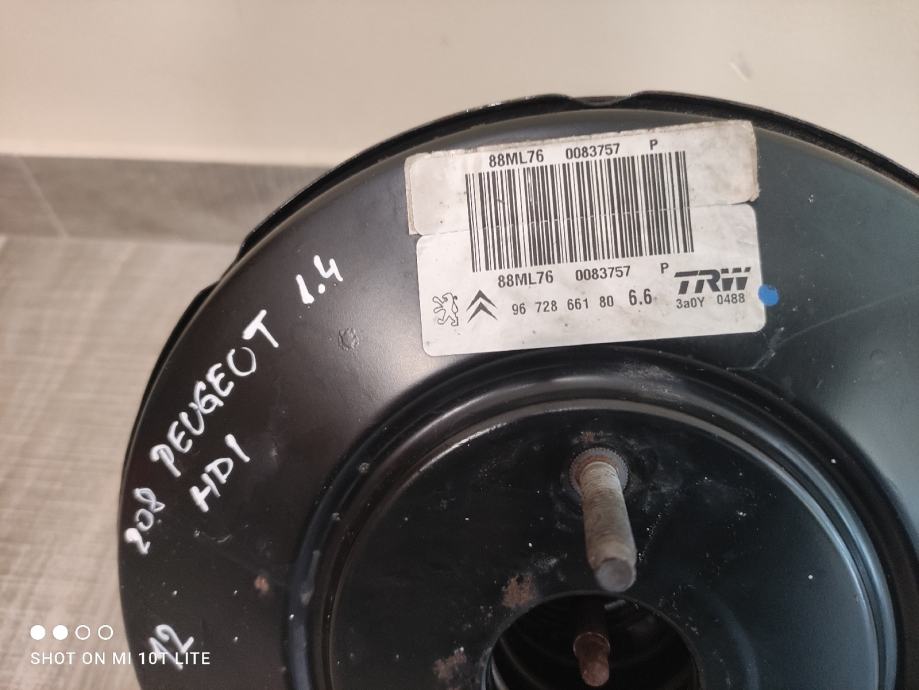 88ML76 0083757 P
88ML76 0083757 P
TRW
96 728 661 80 6.6 3a0Y 0488
208 PEUGEOT 1.4
HDI
12
SHOT ON MI 10T LITE